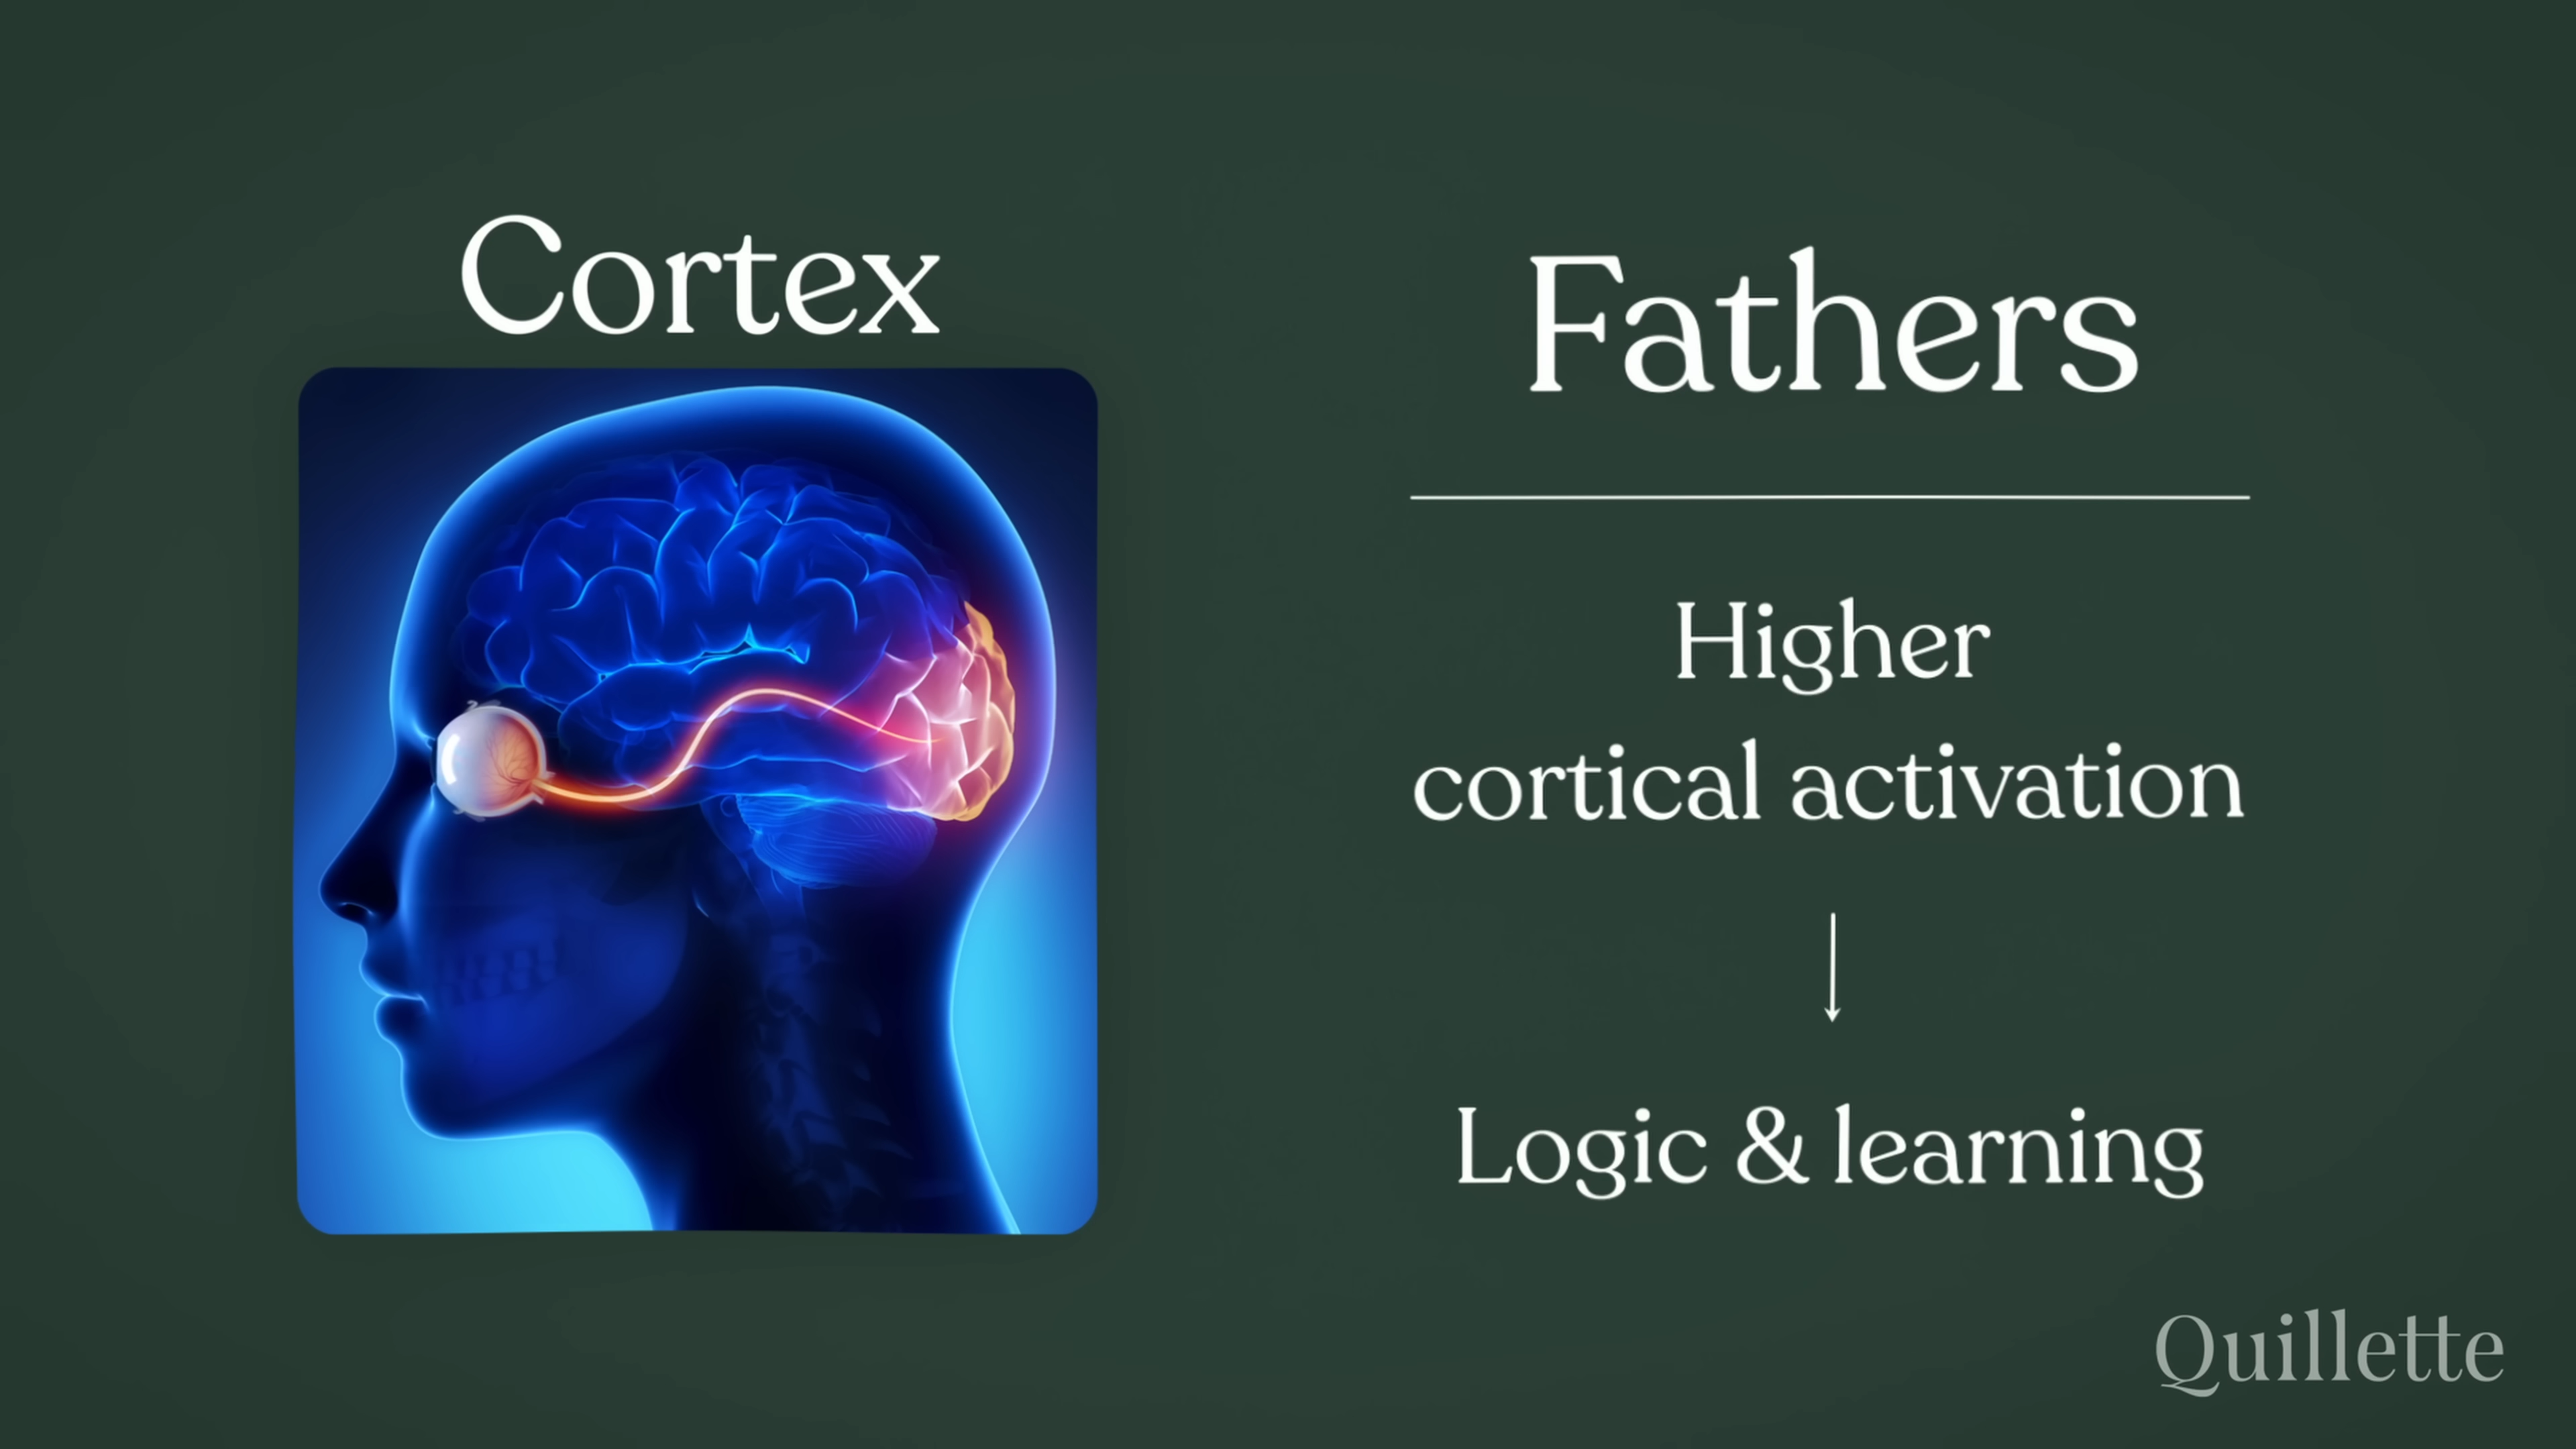 Cortex
Fathers
Higher
cortical activation
Logic & learning
Quillette